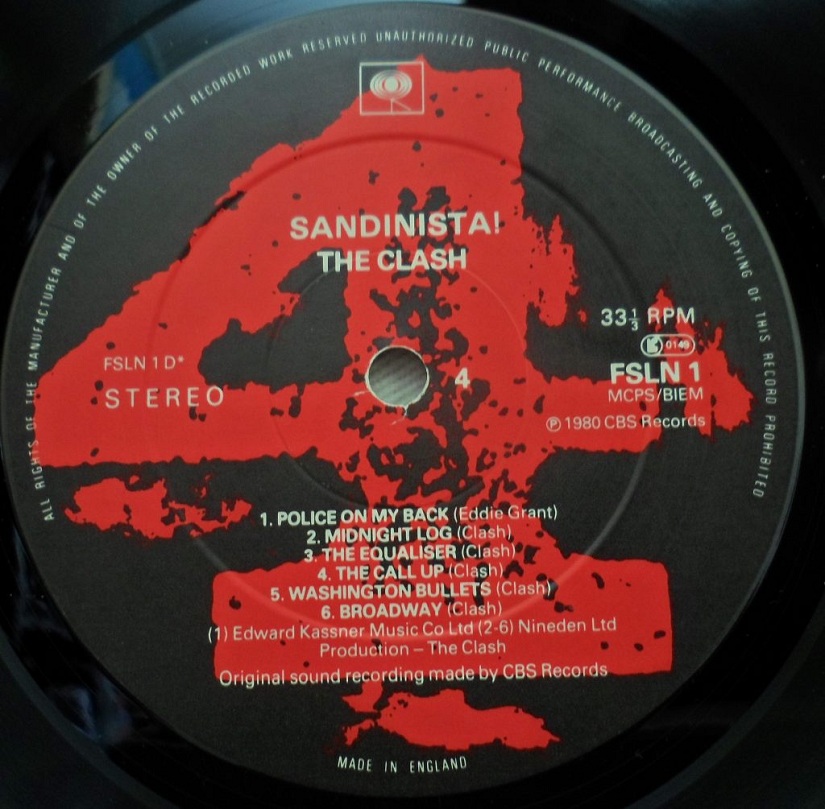 ALL RIGHTS OF THE MANUFACTURER AND OF THE OWNER OF THE RECORDED WORK RESERVED UNAUTHORIZED PUBLIC PERFORMANCE BROADCASTING AND COPYING OF THIS RECORD PROHIBITED
SANDINISTA!
THE CLASH
33⅓ RPM
0149
FSLN 1 D*
FSLN 1
STEREO
4
MCPS/BIEM
℗ 1980 CBS Records
1. POLICE ON MY BACK (Eddie Grant)
2. MIDNIGHT LOG (Clash)
3. THE EQUALISER (Clash)
4. THE CALL UP (Clash)
5. WASHINGTON BULLETS (Clash)
6. BROADWAY (Clash)
(1) Edward Kassner Music Co Ltd (2-6) Nineden Ltd
Production – The Clash
Original sound recording made by CBS Records
MADE IN ENGLAND